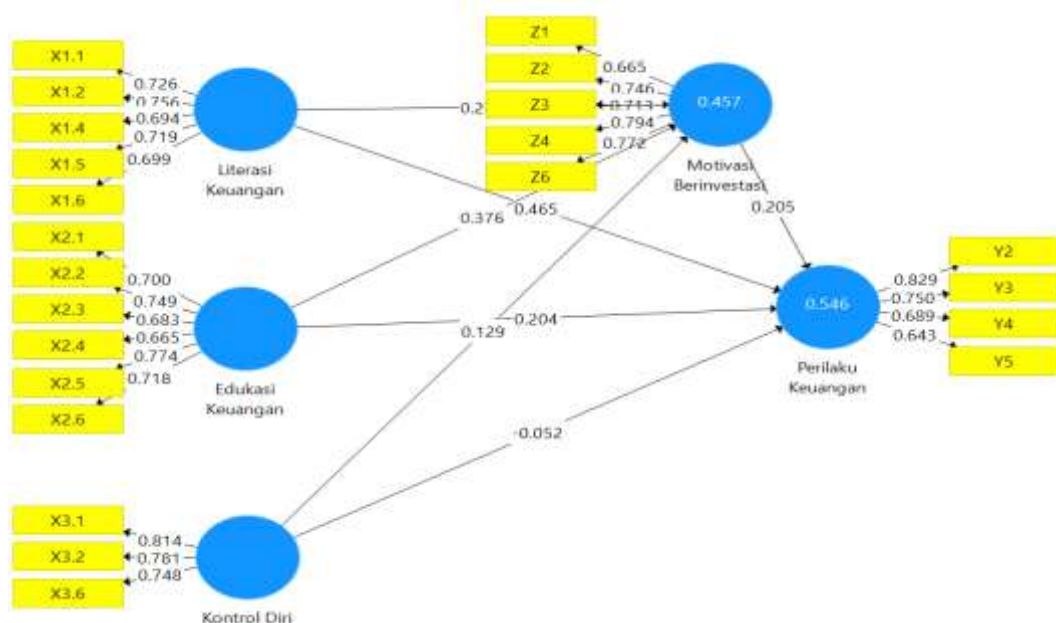 X1.1
X1.2
X1.4
X1.5
X1.6
0.726
0.756
0.694
0.719
0.699
Literasi
Keuangan
X2.1
X2.2
X2.3
X2.4
X2.5
X2.6
0.700
0.749
0.683
0.665
0.774
0.718
Edukasi
Keuangan
X3.1
X3.2
X3.6
0.814
0.781
0.748
Kontrol Diri
Z1
Z2
Z3
Z4
Z6
0.665
0.746
0.713
0.794
0.772
0.457
Motivasi
Berinvestasi
0.376
0.465
0.205
0.129
0.204
-0.052
0.546
Perilaku
Keuangan
0.829
0.750
0.689
0.643
Y2
Y3
Y4
Y5